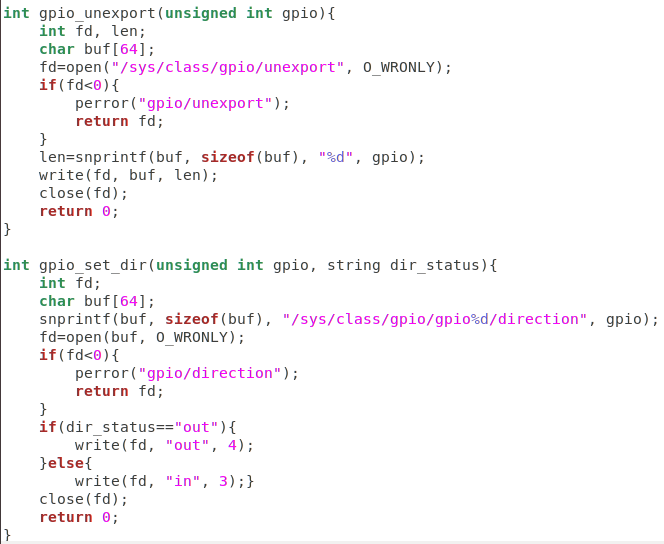 int gpio_unexport(unsigned int gpio){
    int fd, len;
    char buf[64];
    fd=open("/sys/class/gpio/unexport", O_WRONLY);
    if(fd<0){
        perror("gpio/unexport");
        return fd;
    }
    len=snprintf(buf, sizeof(buf), "%d", gpio);
    write(fd, buf, len);
    close(fd);
    return 0;
}

int gpio_set_dir(unsigned int gpio, string dir_status){
    int fd;
    char buf[64];
    snprintf(buf, sizeof(buf), "/sys/class/gpio/gpio%d/direction", gpio);
    fd=open(buf, O_WRONLY);
    if(fd<0){
        perror("gpio/direction");
        return fd;
    }
    if(dir_status=="out"){
        write(fd, "out", 4);
    }else{
        write(fd, "in", 3);}
    close(fd);
    return 0;
}